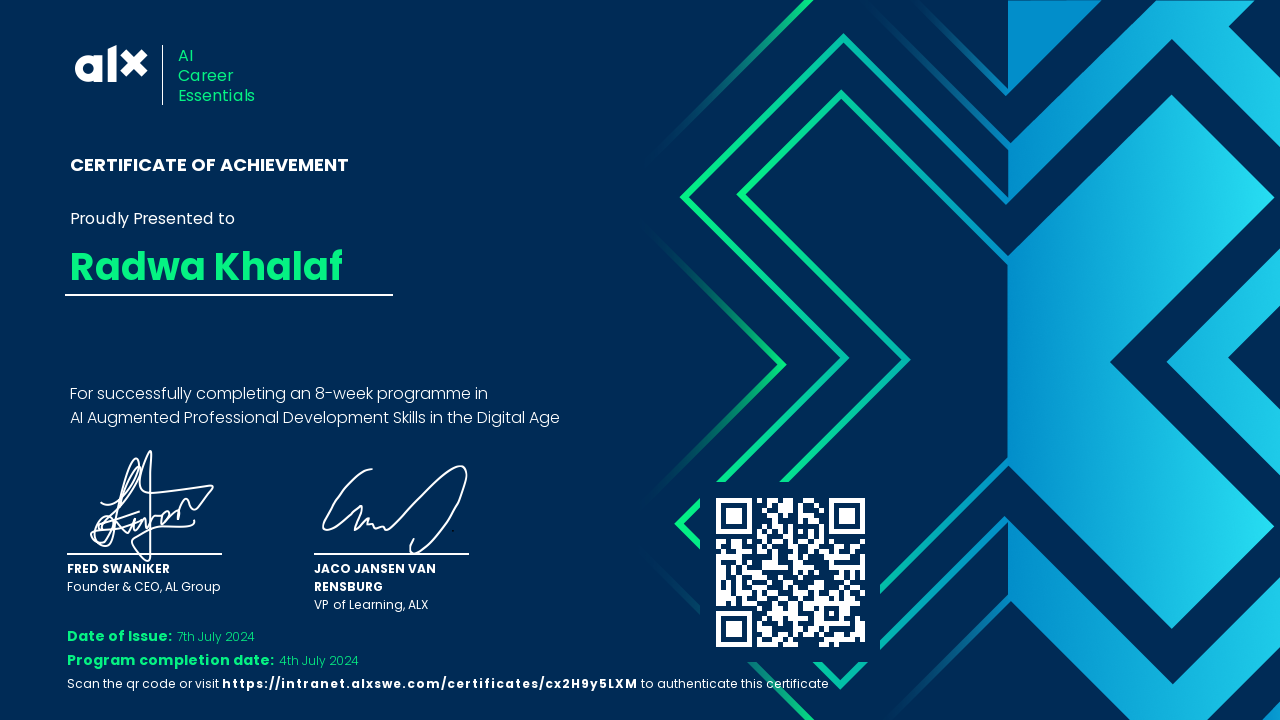 alx
AI
Career
Essentials
CERTIFICATE OF ACHIEVEMENT
Proudly Presented to
Radwa Khalaf
For successfully completing an 8-week programme in
AI Augmented Professional Development Skills in the Digital Age
FRED SWANIKER
Founder & CEO, AL Group
JACO JANSEN VAN
RENSBURG
VP of Learning, ALX
Date of Issue: 7th July 2024
Program completion date: 4th July 2024
Scan the qr code or visit https://intranet.alxswe.com/certificates/cx2H9y5LXM to authenticate this certificate